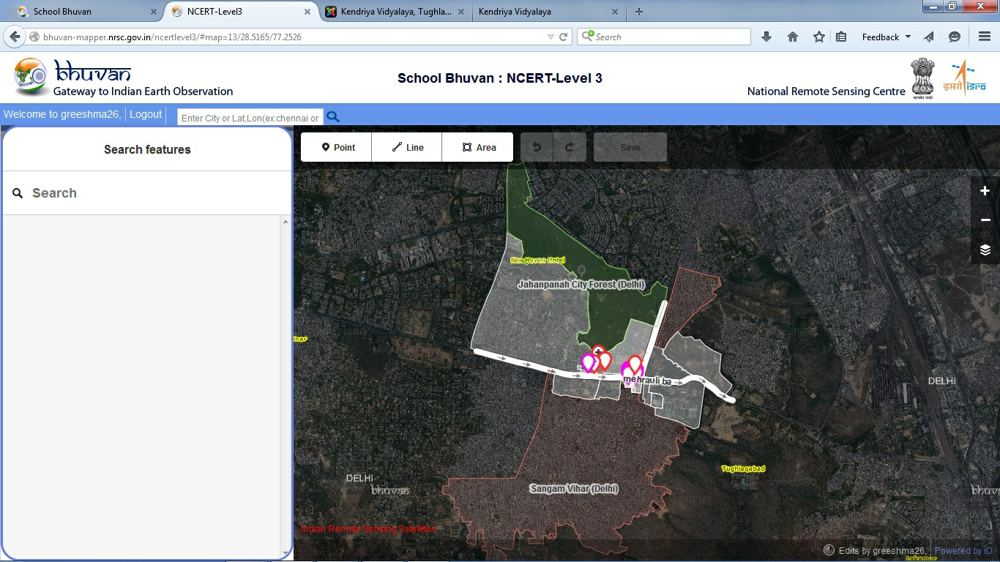 School Bhuvan
NCERT-Level3
Kendriya Vidyalaya, Tughla...
Kendriya Vidyalaya
bhuvan-mapper.nrsc.gov.in/ncertlevel3/#map=13/28.5165/77.2526
Search
Feedback
bhuvan
Gateway to Indian Earth Observation
School Bhuvan : NCERT-Level 3
National Remote Sensing Centre
इसरो isro
Welcome to greeshma26,
Logout
Enter City or Lat,Lon(ex:chennai or
Search features
Search
Point
Line
Area
Save
New Haven Hotel
Jahanpanah City Forest (Delhi)
inar
mehrauli ba
DELHI
Tughlaqabad
DELHI
bhuvan
Sangam Vihar (Delhi)
bhuv
Indian Remote Sensing Satellites
Edits by greeshma26,
Powered by iD